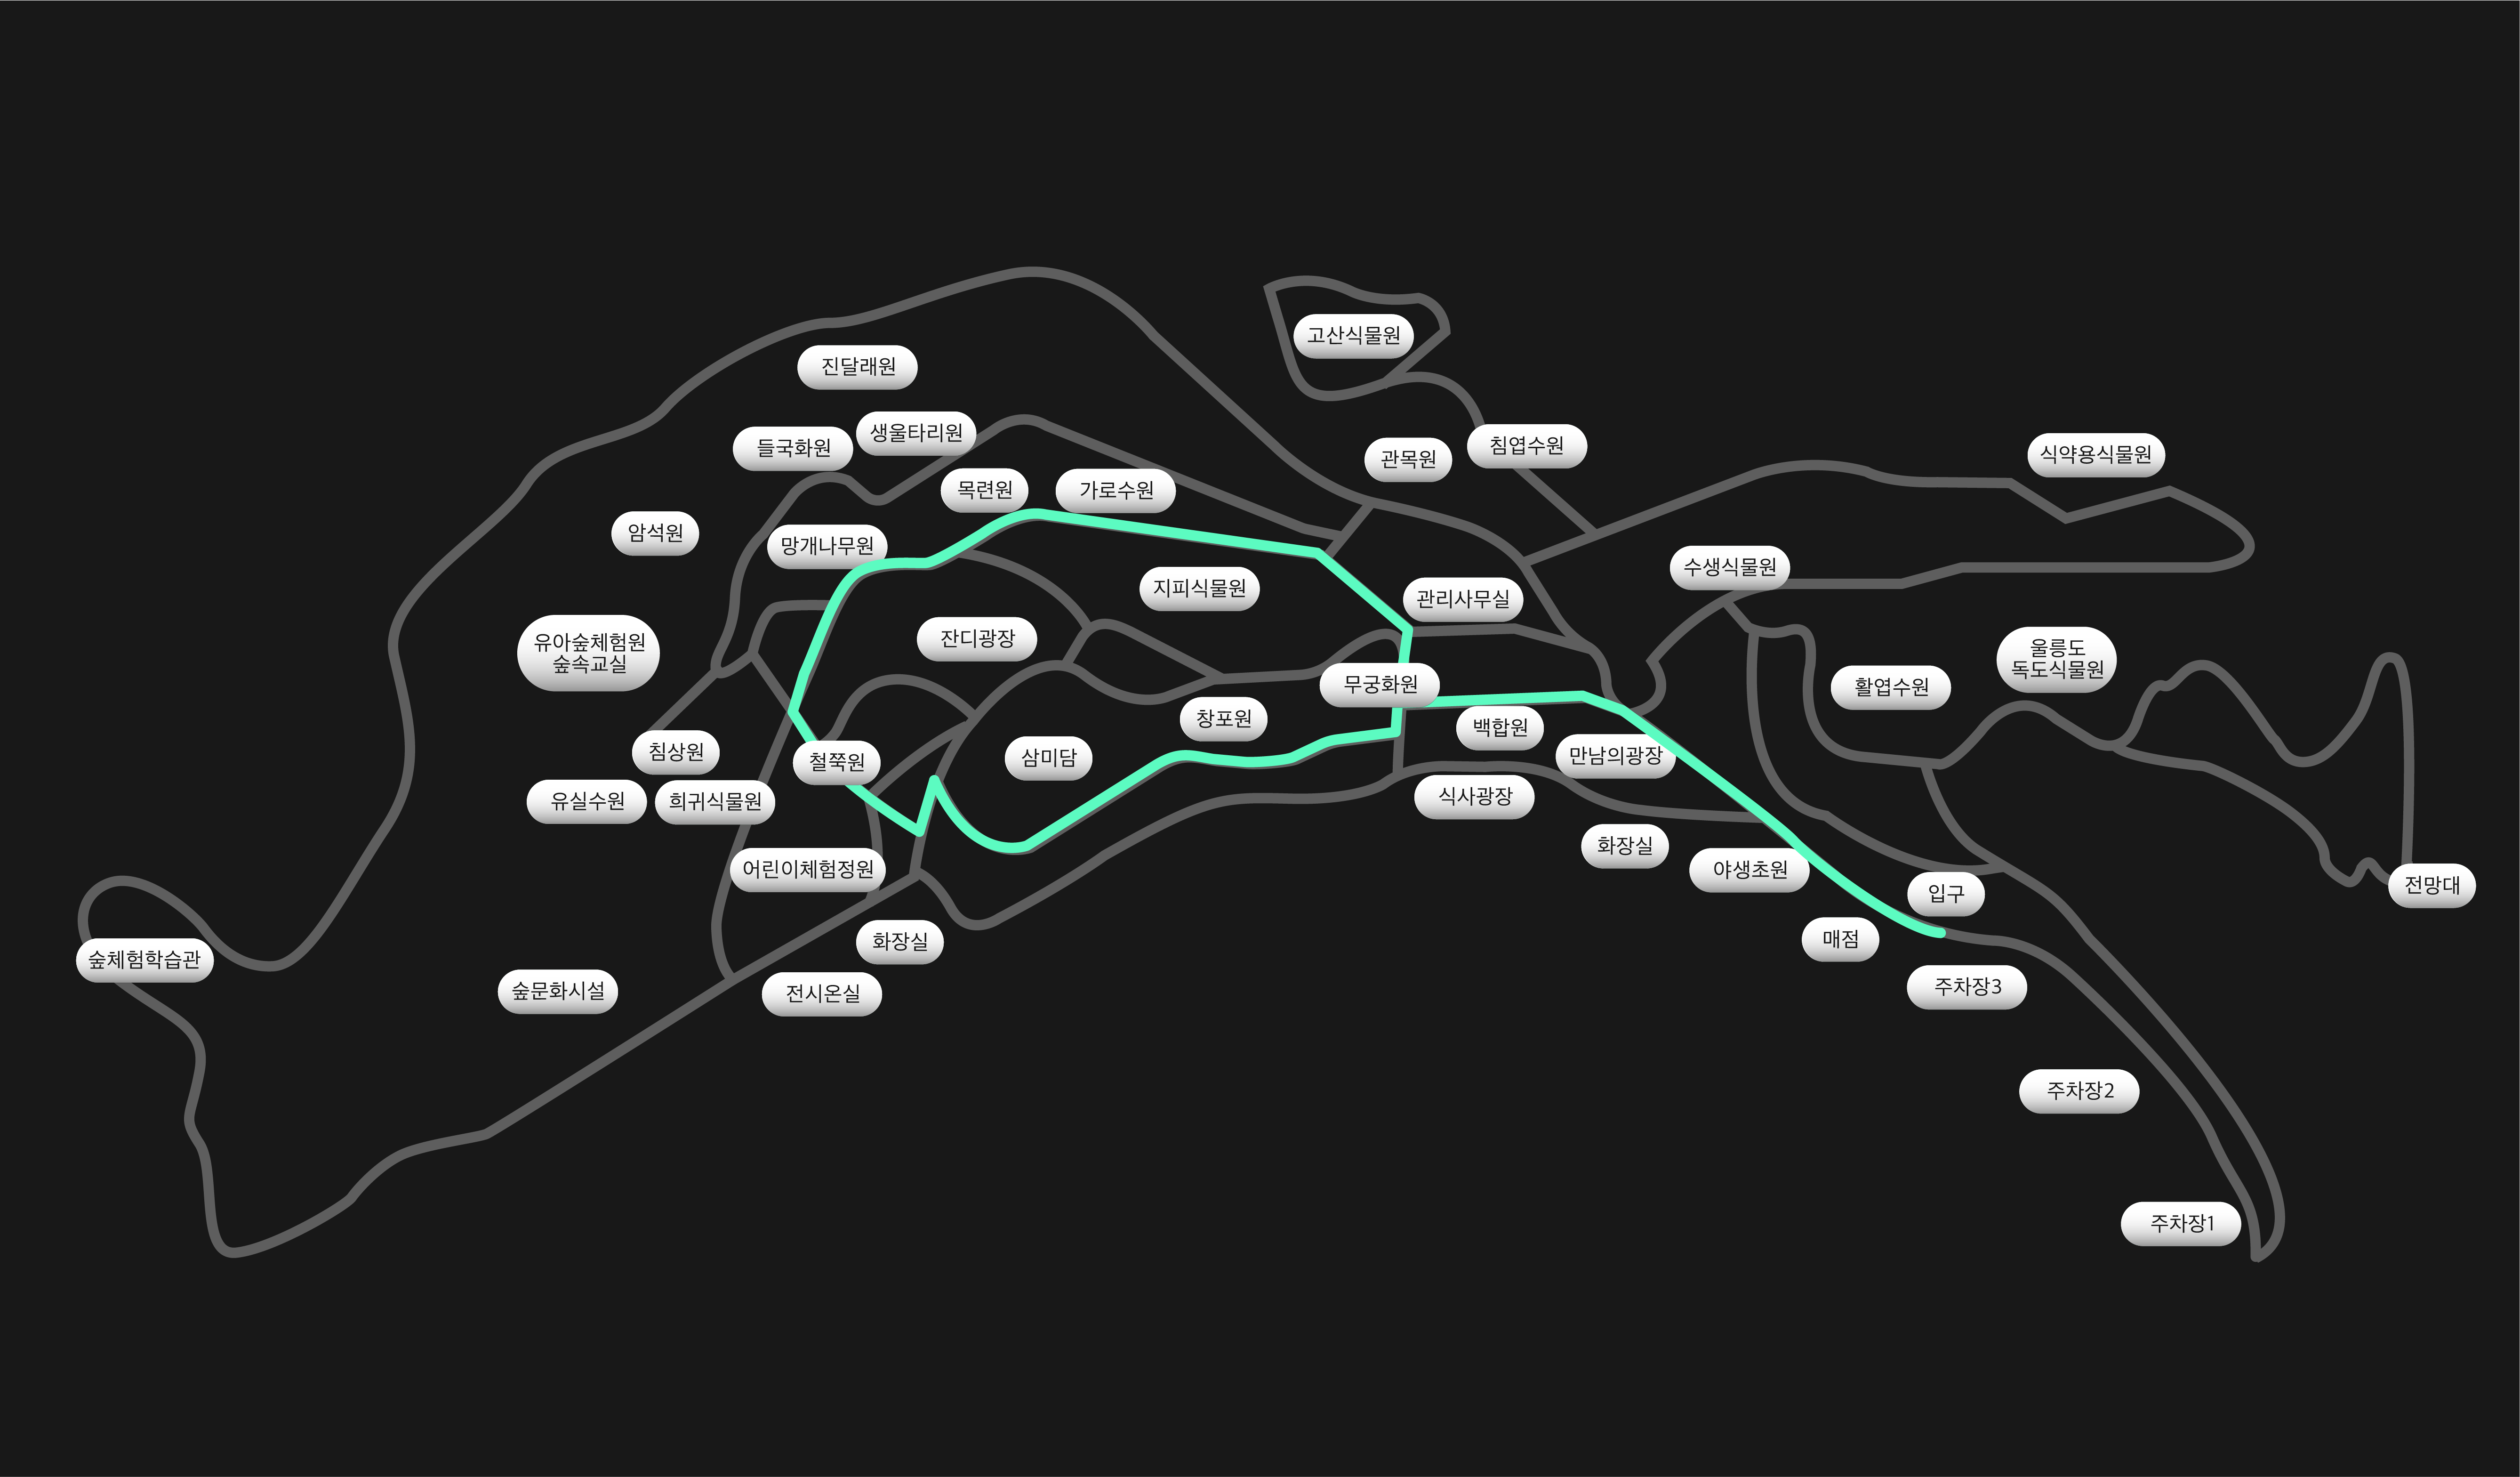 고산식물원
진달래원
생울타리원
들국화원
관목원
침엽수원
식약용식물원
목련원
가로수원
암석원
망개나무원
수생식물원
지피식물원
관리사무실
유아숲체험원
숲속교실
잔디광장
울릉도
독도식물원
무궁화원
활엽수원
창포원
백합원
침상원
철쭉원
삼미담
만남의광장
유실수원
희귀식물원
식사광장
화장실
어린이체험정원
야생초원
전망대
입구
화장실
매점
숲체험학습관
숲문화시설
전시온실
주차장3
주차장2
주차장1